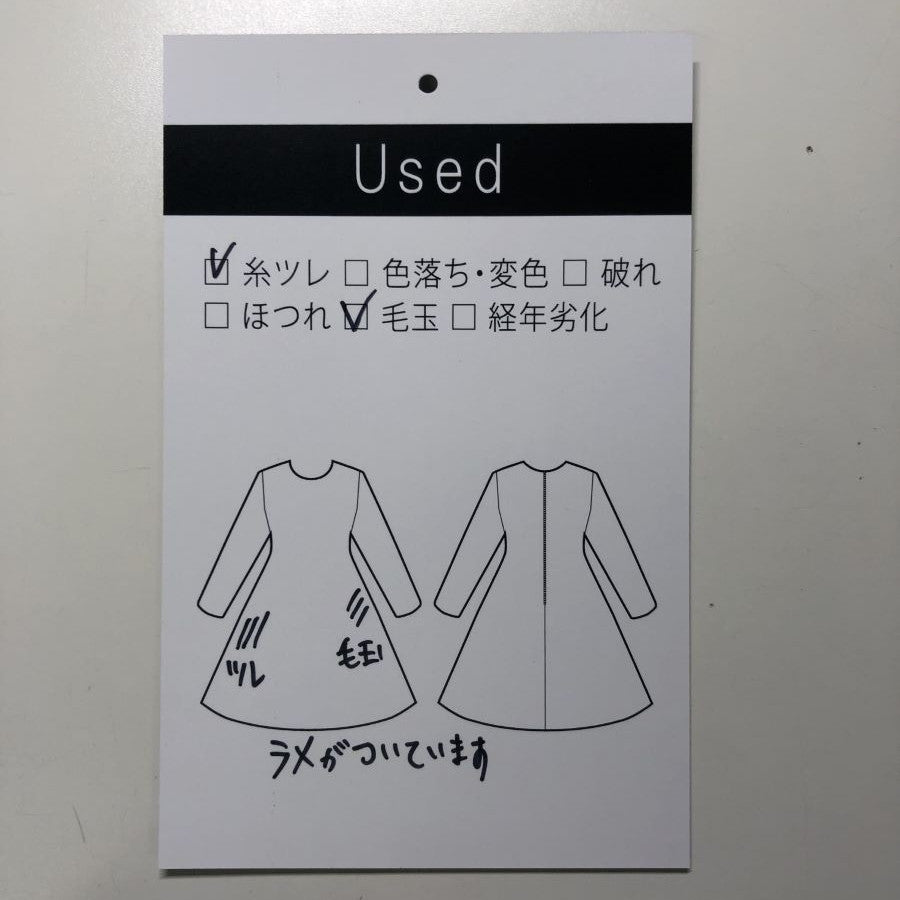 Used
☑ 糸ツレ □ 色落ち・変色 □ 破れ
□ ほつれ ☑ 毛玉 □ 経年劣化
ツレ 毛玉
ラメがついています